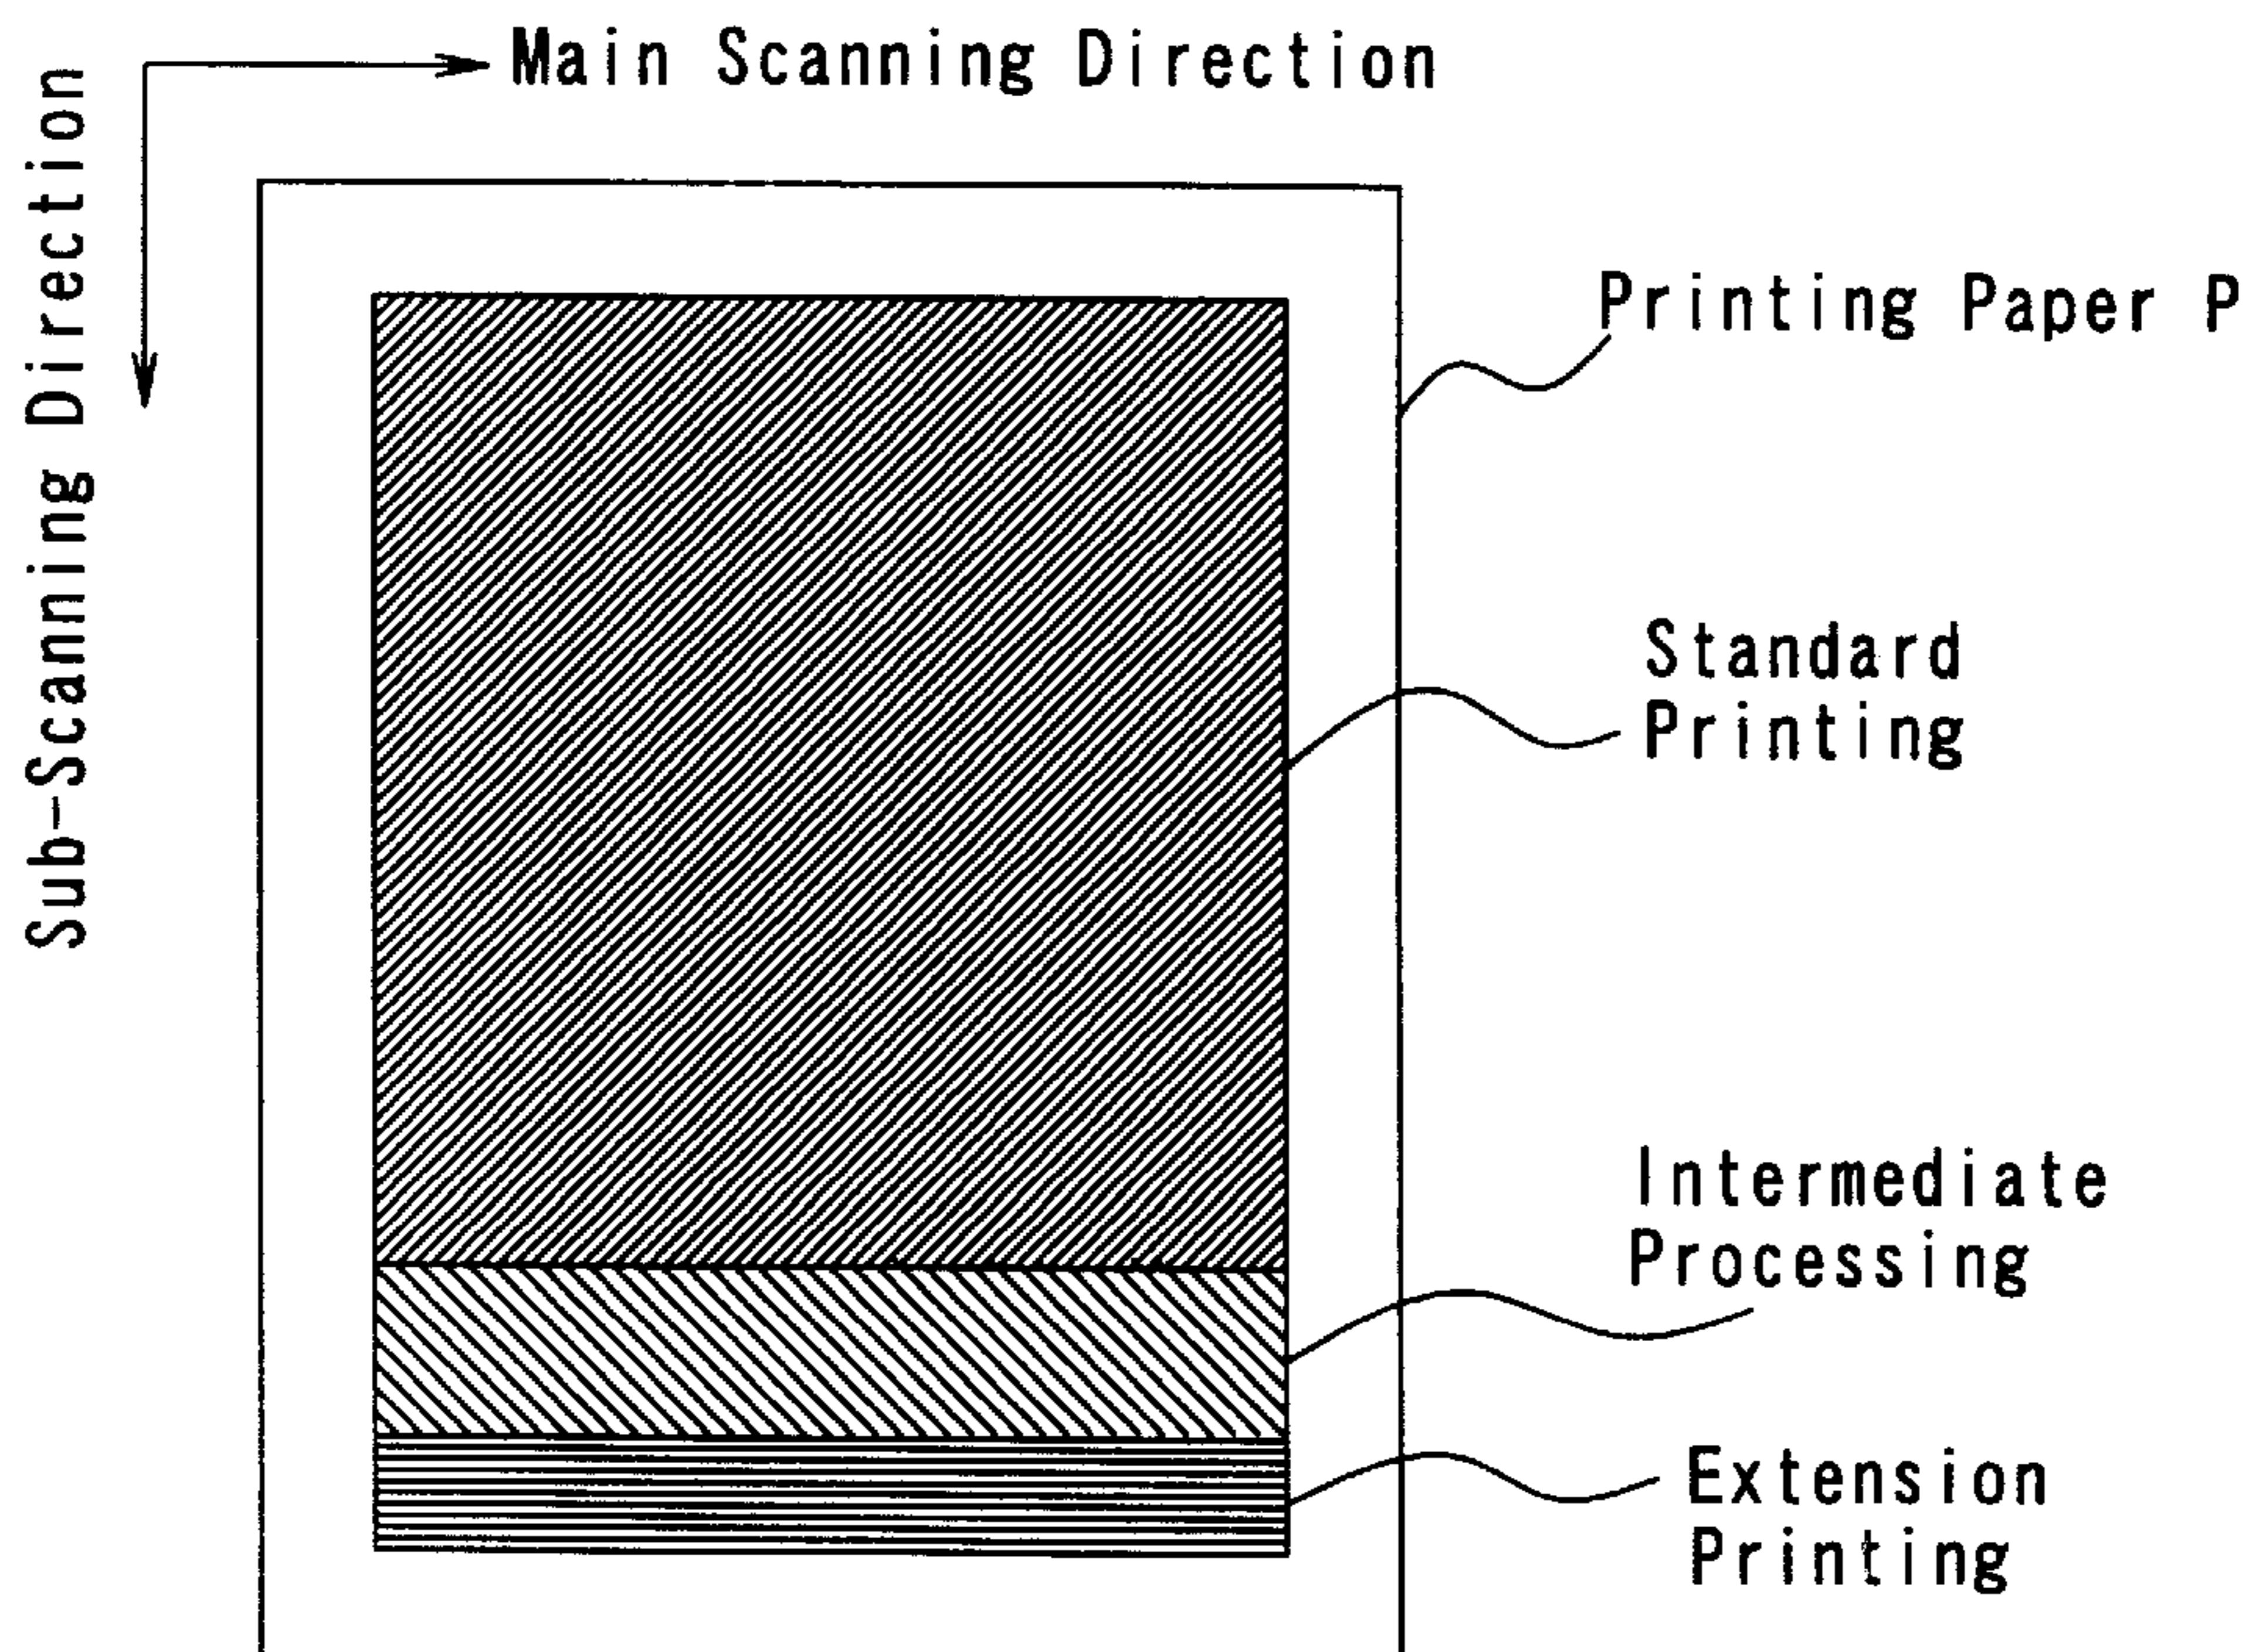 Main Scanning Direction
Sub-Scanning Direction
Printing Paper P
Standard
Printing
Intermediate
Processing
Extension
Printing